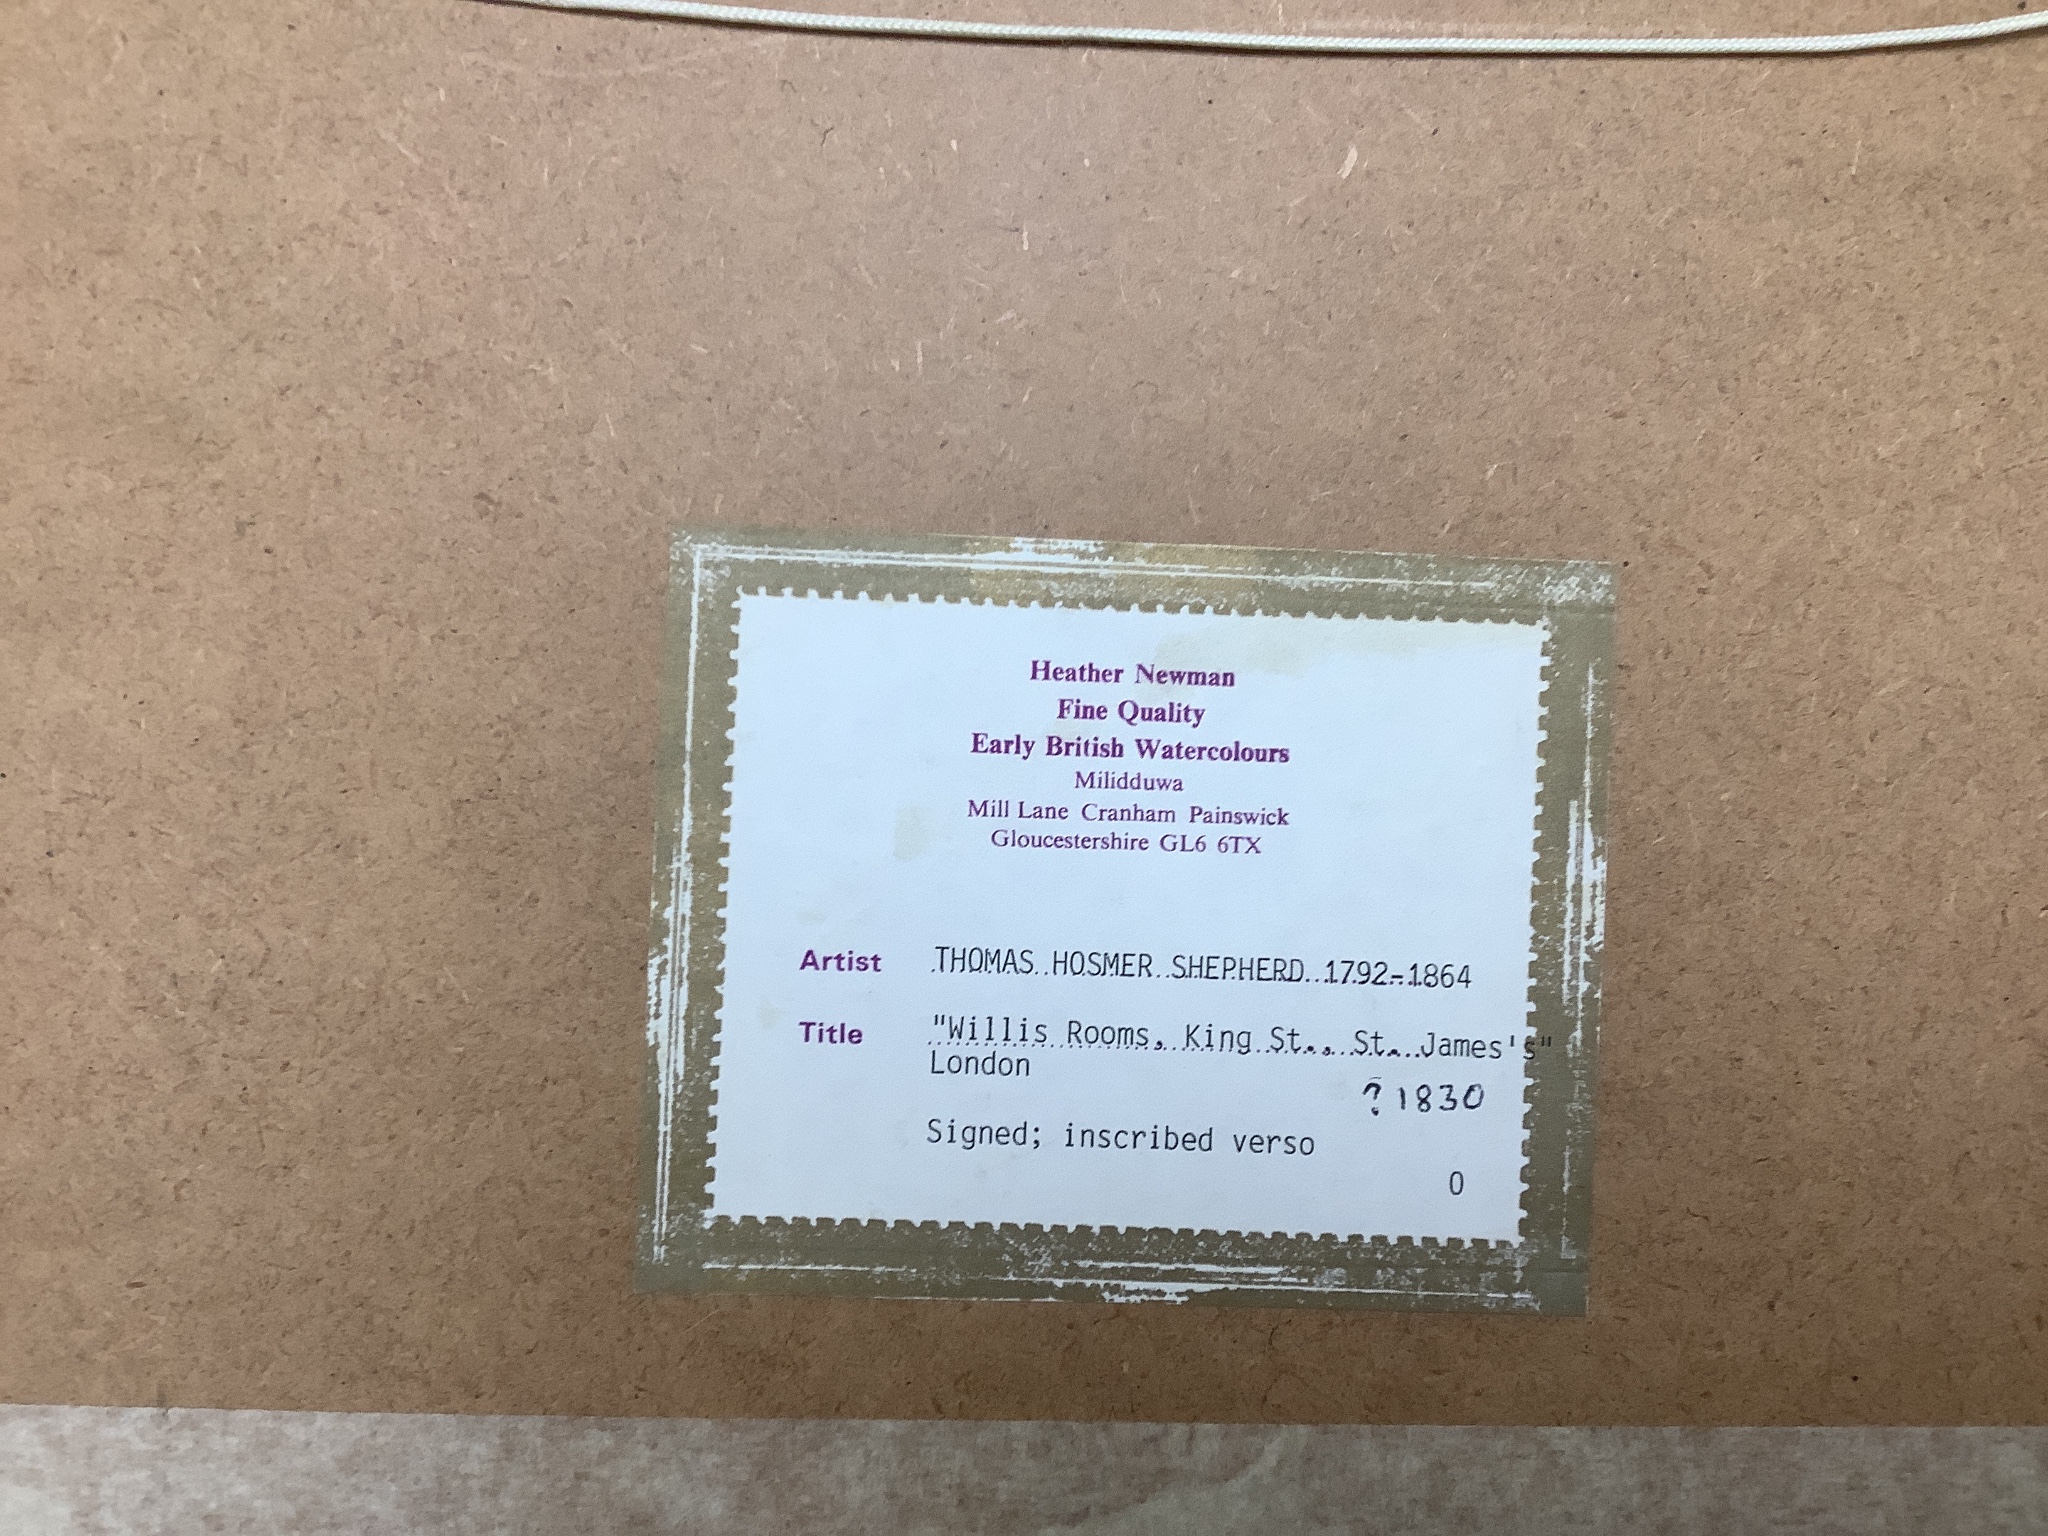 Heather Newman
Fine Quality
Early British Watercolours
Milidduwa
Mill Lane Cranham Painswick
Gloucestershire GL6 6TX
Artist THOMAS HOSMER SHEPHERD 1792-1864
Title "Willis Rooms, King St., St. James's"
London
? 1830
Signed; inscribed verso
0